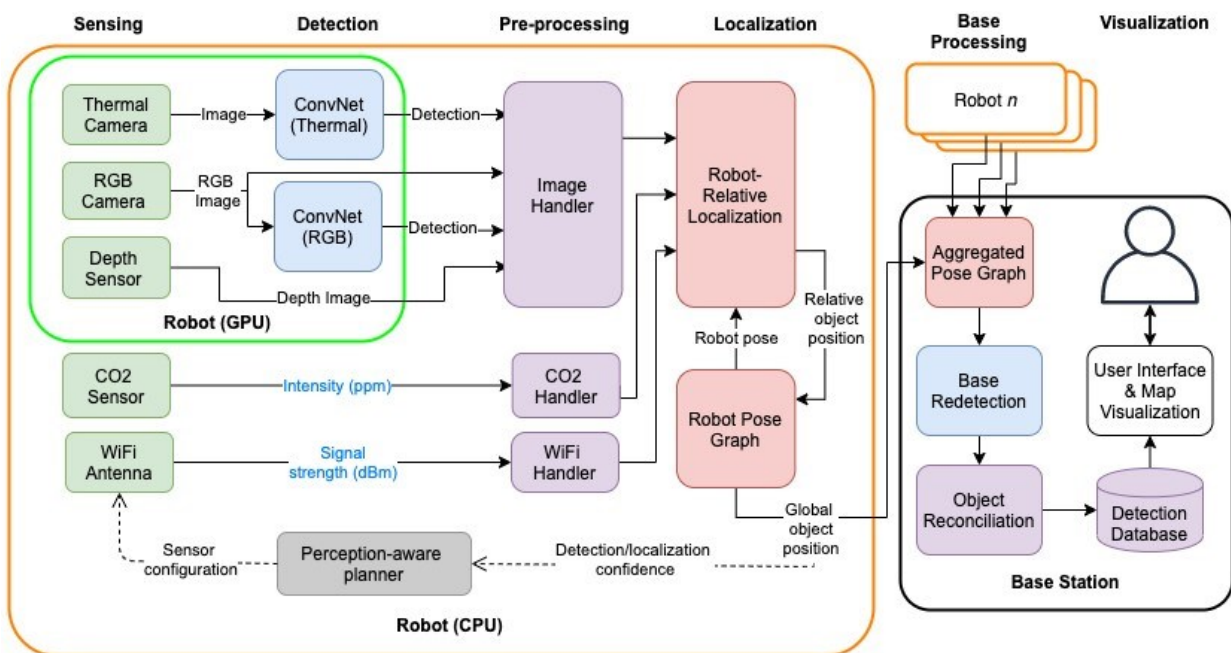 Sensing
Detection
Pre-processing
Localization
Base
Processing
Visualization
Thermal
Camera
Image
ConvNet
(Thermal)
Detection
RGB
Camera
RGB
Image
ConvNet
(RGB)
Detection
Depth
Sensor
Depth Image
Robot (GPU)
Image
Handler
Robot-
Relative
Localization
Robot pose
Relative
object
position
CO2
Sensor
Intensity (ppm)
CO2
Handler
WiFi
Antenna
Signal
strength (dBm)
WiFi
Handler
Robot Pose
Graph
Global
object
position
Sensor
configuration
Perception-aware
planner
Detection/localization
confidence
Robot (CPU)
Robot n
Aggregated
Pose Graph
Base
Redetection
Object
Reconciliation
User Interface
& Map
Visualization
Detection
Database
Base Station